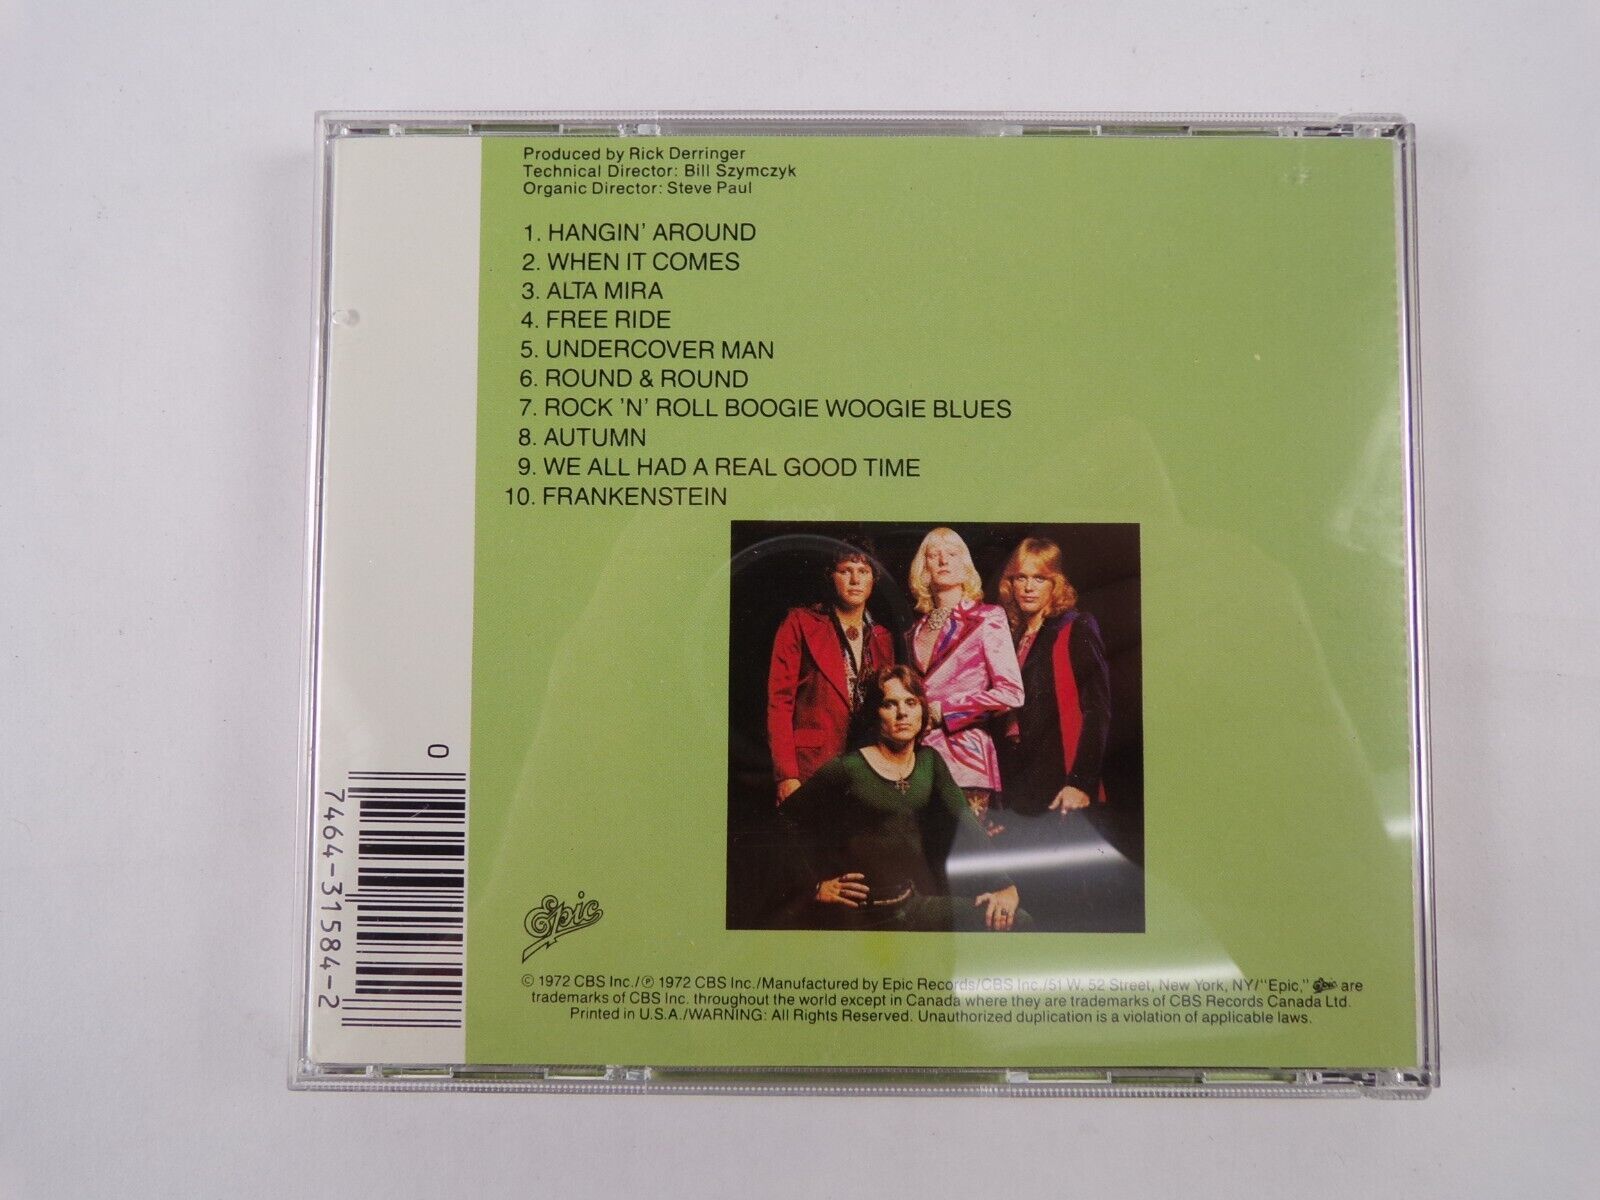 Produced by Rick Derringer
Technical Director: Bill Szymczyk
Organic Director: Steve Paul
1. HANGIN' AROUND
2. WHEN IT COMES
3. ALTA MIRA
4. FREE RIDE
5. UNDERCOVER MAN
6. ROUND & ROUND
7. ROCK 'N' ROLL BOOGIE WOOGIE BLUES
8. AUTUMN
9. WE ALL HAD A REAL GOOD TIME
10. FRANKENSTEIN
0
7464-31584-2
Epic
© 1972 CBS Inc./℗ 1972 CBS Inc./Manufactured by Epic Records/CBS Inc./51 W. 52 Street, New York, NY/"Epic," Epic are
trademarks of CBS Inc. throughout the world except in Canada where they are trademarks of CBS Records Canada Ltd.
Printed in U.S.A./WARNING: All Rights Reserved. Unauthorized duplication is a violation of applicable laws.